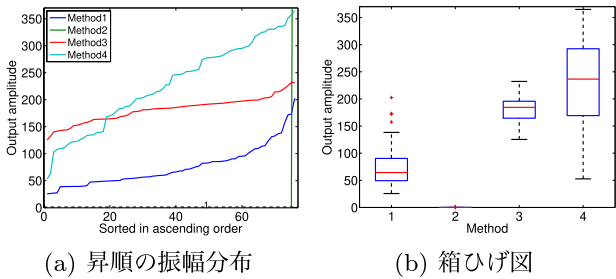 Method1
Method2
Method3
Method4
Output amplitude
350
300
250
200
150
100
50
0
0
20
40
60
Sorted in ascending order
(a) 昇順の振幅分布
Output amplitude
350
300
250
200
150
100
50
0
1
2
3
4
Method
(b) 箱ひげ図